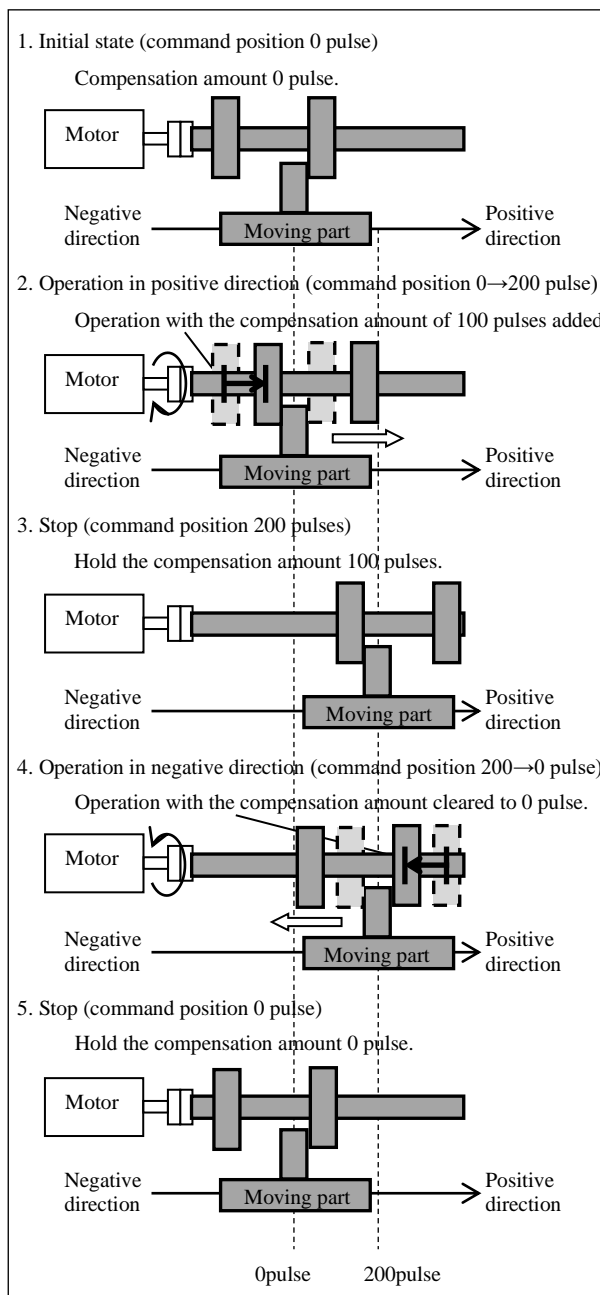 1. Initial state (command position 0 pulse)
Compensation amount 0 pulse.
Motor
Negative
direction
Moving part
Positive
direction
2. Operation in positive direction (command position 0→200 pulse)
Operation with the compensation amount of 100 pulses added
Motor
Negative
direction
Moving part
Positive
direction
3. Stop (command position 200 pulses)
Hold the compensation amount 100 pulses.
Motor
Negative
direction
Moving part
Positive
direction
4. Operation in negative direction (command position 200→0 pulse)
Operation with the compensation amount cleared to 0 pulse.
Motor
Negative
direction
Moving part
Positive
direction
5. Stop (command position 0 pulse)
Hold the compensation amount 0 pulse.
Motor
Negative
direction
Moving part
Positive
direction
0pulse 200pulse